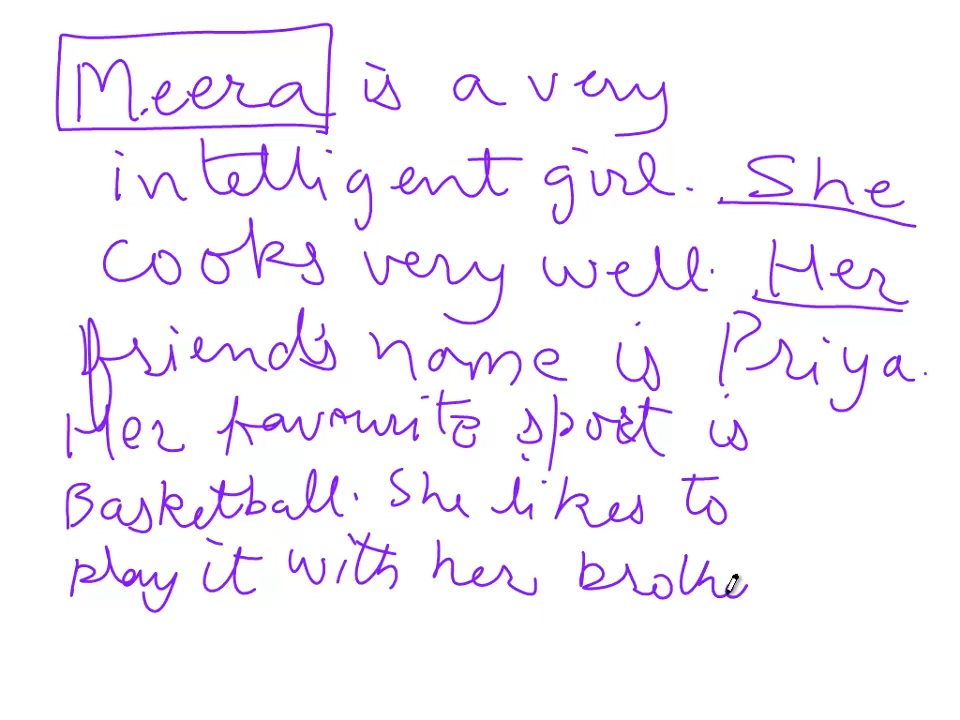 Meera is a very
intelligent girl. She
cooks very well. Her
friend's name is Priya.
Her favourite sport is
Basketball. She likes to
play it with her brothe